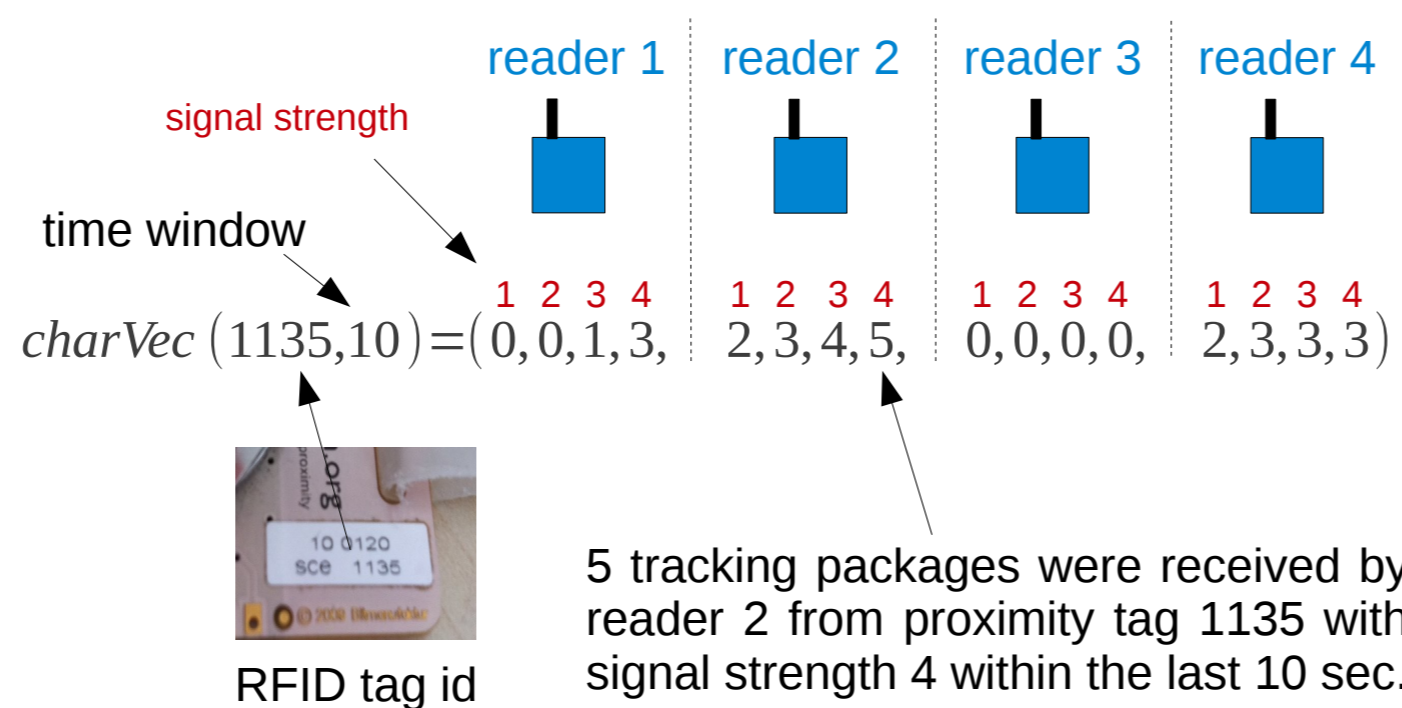 reader 1 reader 2 reader 3 reader 4
signal strength
time window
1 2 3 4 1 2 3 4 1 2 3 4 1 2 3 4
charVec (1135,10)=(0,0,1,3, 2,3,4,5, 0,0,0,0, 2,3,3,3)
proximity
.org
10 0120
sce 1135
5 tracking packages were received by
reader 2 from proximity tag 1135 with
signal strength 4 within the last 10 sec.
RFID tag id